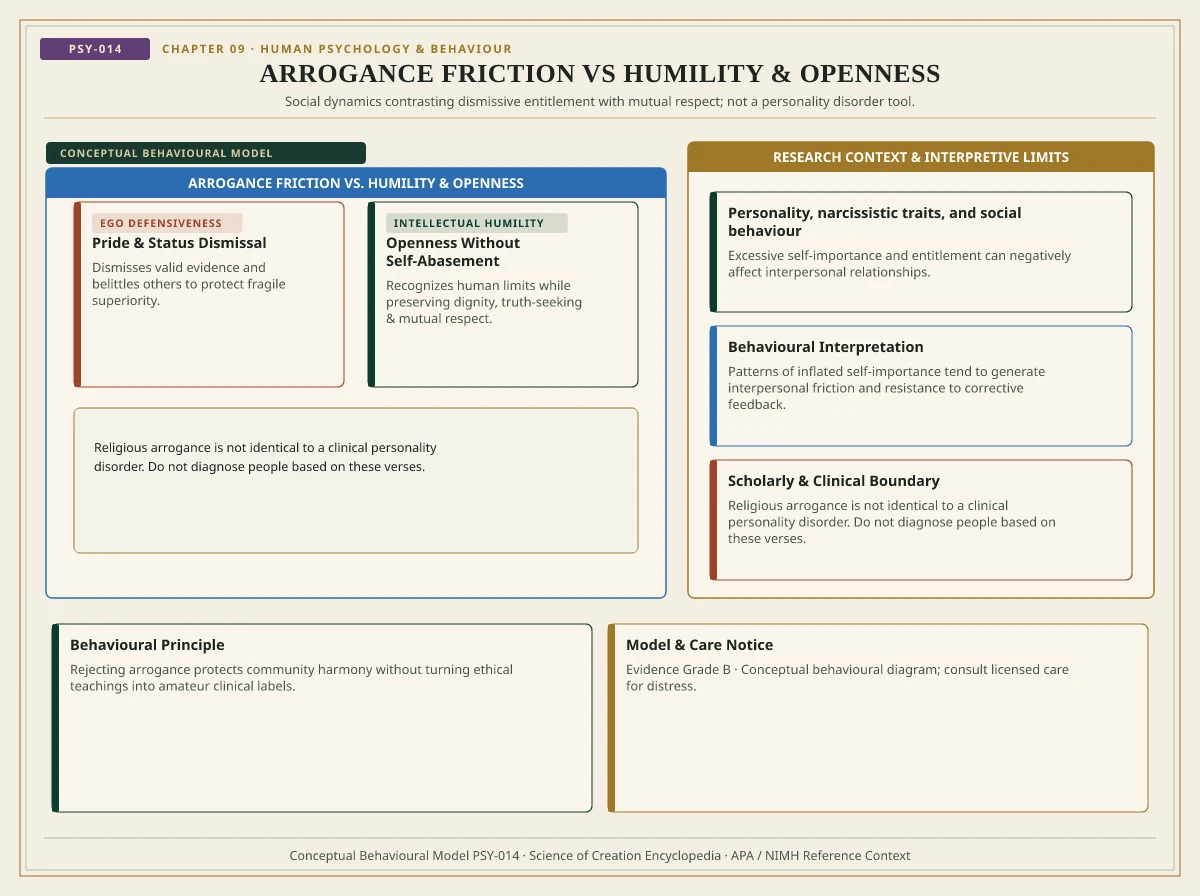 PSY-014
CHAPTER 09 · HUMAN PSYCHOLOGY & BEHAVIOUR
ARROGANCE FRICTION VS HUMILITY & OPENNESS
Social dynamics contrasting dismissive entitlement with mutual respect; not a personality disorder tool.
CONCEPTUAL BEHAVIOURAL MODEL
ARROGANCE FRICTION VS. HUMILITY & OPENNESS
EGO DEFENSIVENESS
Pride & Status Dismissal
Dismisses valid evidence and
belittles others to protect fragile
superiority.
INTELLECTUAL HUMILITY
Openness Without
Self-Abasement
Recognizes human limits while
preserving dignity, truth-seeking
& mutual respect.
Religious arrogance is not identical to a clinical personality
disorder. Do not diagnose people based on these verses.
RESEARCH CONTEXT & INTERPRETIVE LIMITS
Personality, narcissistic traits, and social
behaviour
Excessive self-importance and entitlement can negatively
affect interpersonal relationships.
Behavioural Interpretation
Patterns of inflated self-importance tend to generate
interpersonal friction and resistance to corrective
feedback.
Scholarly & Clinical Boundary
Religious arrogance is not identical to a clinical
personality disorder. Do not diagnose people based on
these verses.
Behavioural Principle
Rejecting arrogance protects community harmony without turning ethical
teachings into amateur clinical labels.
Model & Care Notice
Evidence Grade B · Conceptual behavioural diagram; consult licensed care
for distress.
Conceptual Behavioural Model PSY-014 · Science of Creation Encyclopedia · APA / NIMH Reference Context